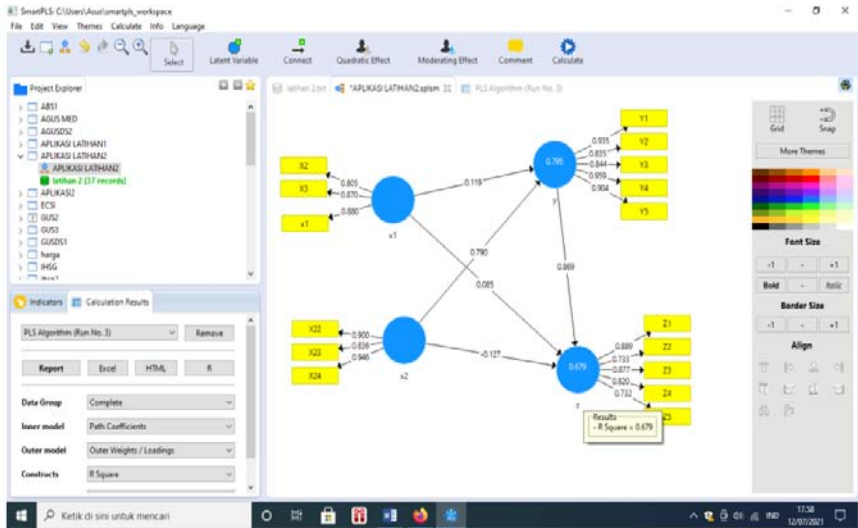 SmartPLS: C:\Users\Asus\smartpls_workspace
File Edit View Themes Calculate Info Language
Select
Latent Variable
Connect
Quadratic Effect
Moderating Effect
Comment
Calculate
Project Explorer
ABS1
AGUS MED
AGUSDS2
APLIKASI LATIHAN1
APLIKASI LATIHAN2
APLIKASI LATIHAN2
latihan 2 [37 records]
APLIKASI2
ECSI
GUS2
GUS3
GUSDS1
harga
IHSG
Indicators
Calculation Results
PLS Algorithm (Run No. 3)
Remove
Report
Excel
HTML
R
Data Group
Complete
Inner model
Path Coefficients
Outer model
Outer Weights / Loadings
Constructs
R Square
latihan 2.txt
*APLIKASI LATIHAN2.splsm
PLS Algorithm (Run No. 3)
X2
X3
x1
0.805
0.870
0.880
x1
X22
X23
X24
0.900
0.836
0.946
x2
0.119
0.790
0.085
-0.127
0.869
0.795
y
0.935
0.835
0.844
0.959
0.904
Y1
Y2
Y3
Y4
Y5
0.679
z
0.889
0.733
0.877
0.820
0.732
Z1
Z2
Z3
Z4
Z5
Results
- R Square = 0.679
Grid
Snap
More Themes
Font Size
-1
-
+1
Bold
-
Italic
Border Size
-1
-
+1
Align
Ketik di sini untuk mencari
IND
17.58
12/07/2021